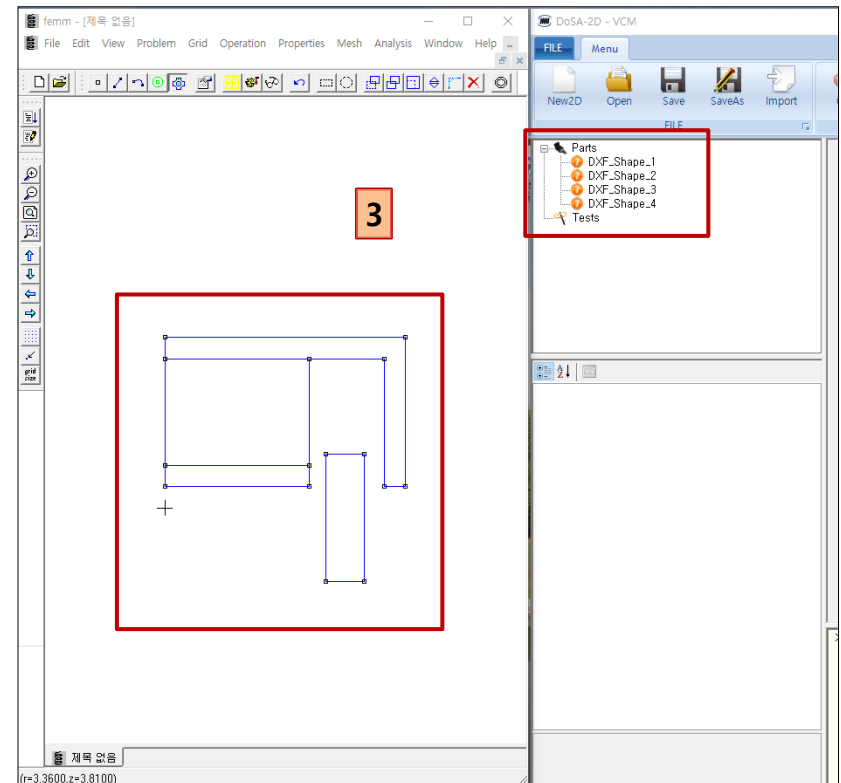 femm - [제목 없음]
File Edit View Problem Grid Operation Properties Mesh Analysis Window Help
grid
size
3
제목 없음
(r=3.3600,z=3.8100)
DoSA-2D - VCM
FILE Menu
New2D Open Save SaveAs Import
FILE
Parts
DXF_Shape_1
DXF_Shape_2
DXF_Shape_3
DXF_Shape_4
Tests